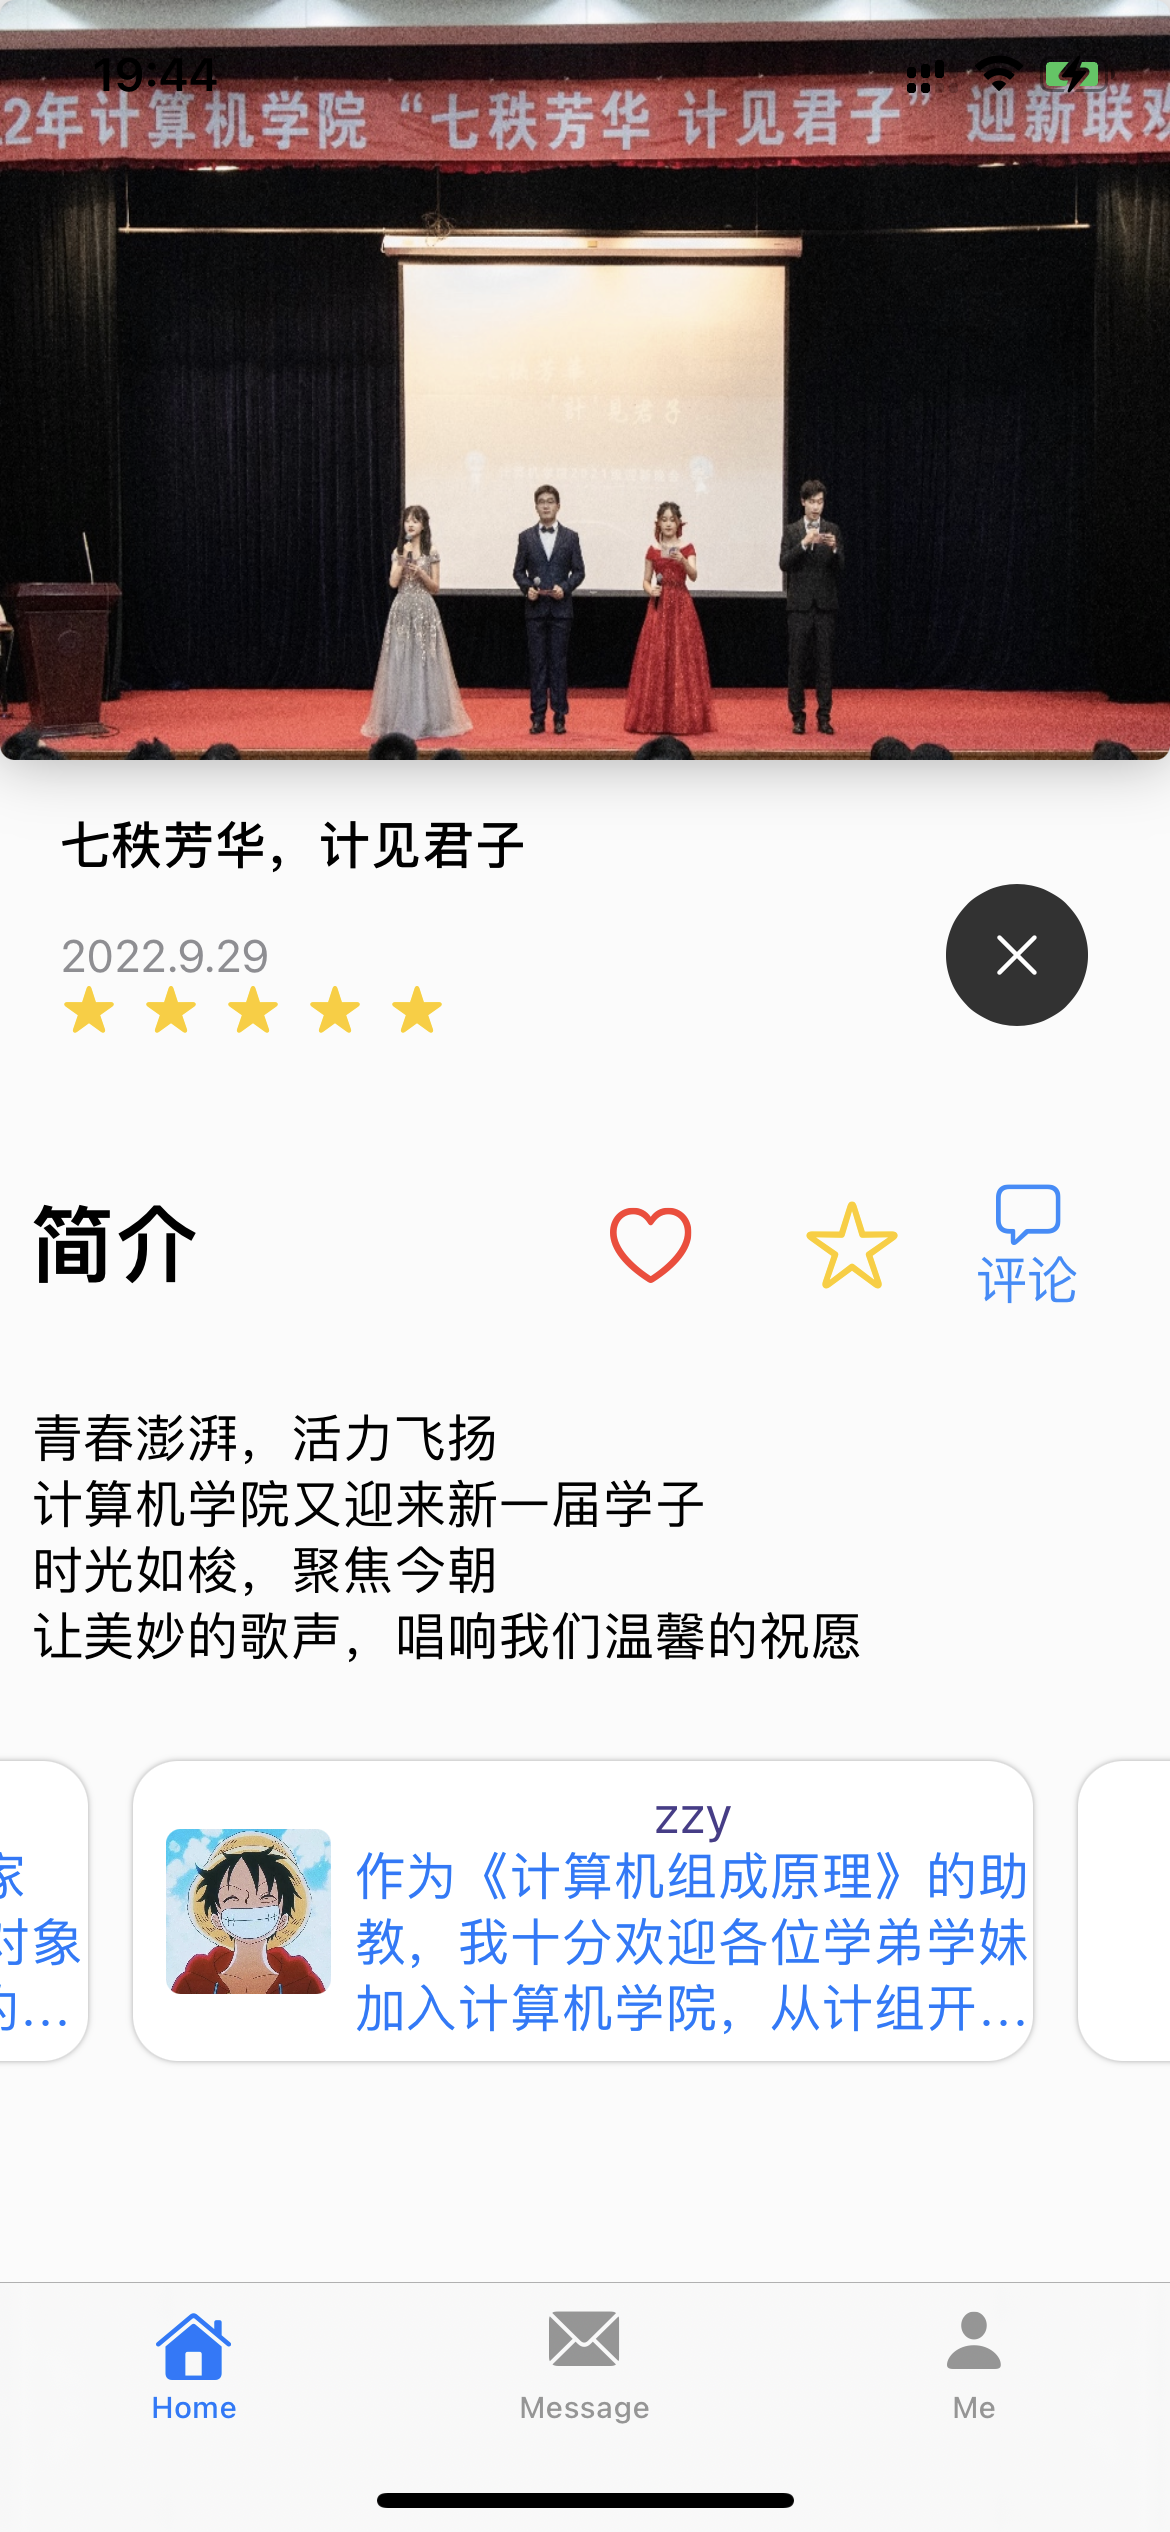 19:44
2年计算机学院“七秩芳华 计见君子”迎新联欢
七秩芳华，计见君子
2022.9.29
简介
评论
青春澎湃，活力飞扬
计算机学院又迎来新一届学子
时光如梭，聚焦今朝
让美妙的歌声，唱响我们温馨的祝愿
家
对象
的...
zzy
作为《计算机组成原理》的助
教，我十分欢迎各位学弟学妹
加入计算机学院，从计组开...
Home
Message
Me